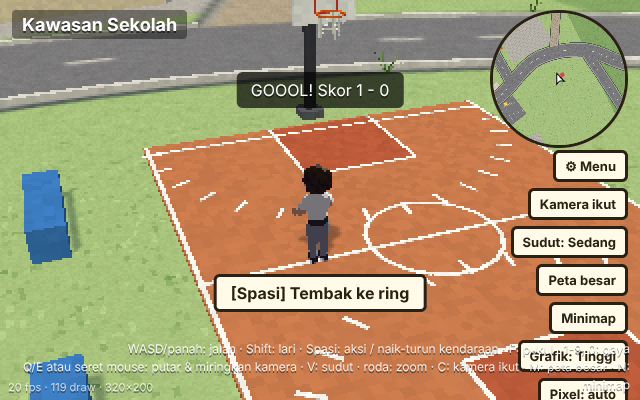 Kawasan Sekolah
GOOOL! Skor 1 - 0
⚙ Menu
Kamera ikut
Sudut: Sedang
Peta besar
Minimap
Grafik: Tinggi
Pixel: auto
[Spasi] Tembak ke ring
WASD/panah: jalan · Shift: lari · Spasi: aksi / naik-turun kendaraan
Q/E atau seret mouse: putar & miringkan kamera · V: sudut · roda: zoom · C: kamera ikut
minimap
20 fps · 119 draw · 320×200